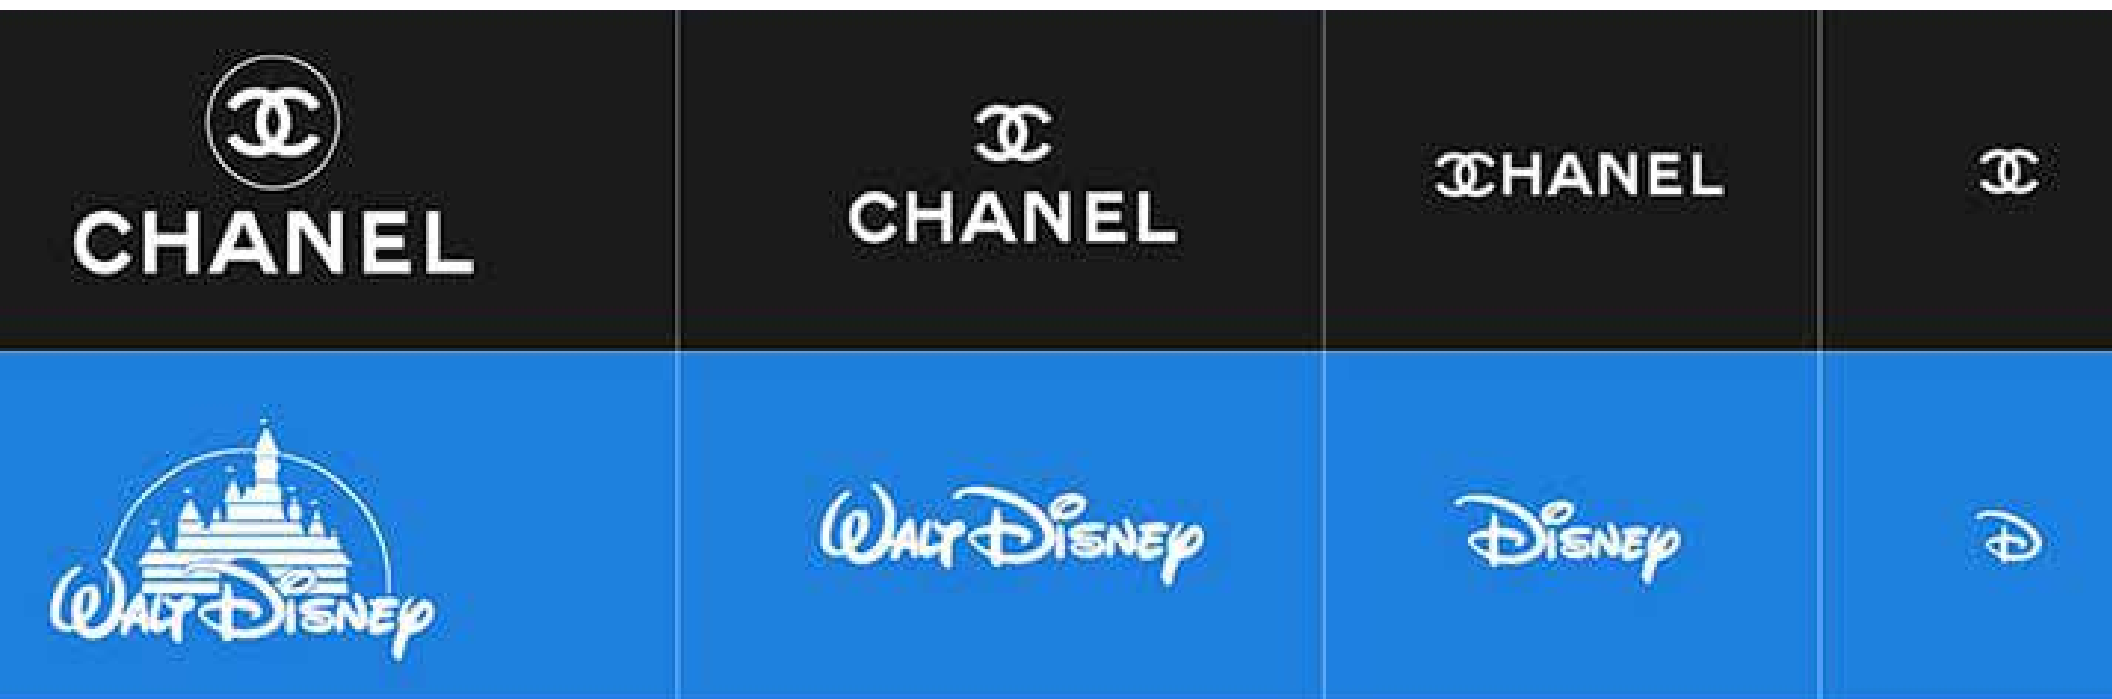 CHANEL
CHANEL
CHANEL
WALT DISNEY
WALT DISNEY
DISNEY
D